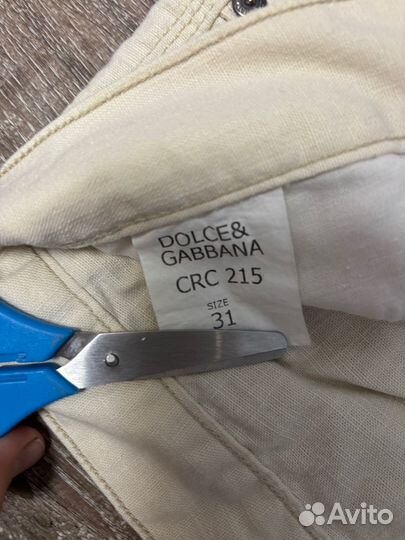 DOLCE&
GABBANA
CRC 215
SIZE
31
Avito